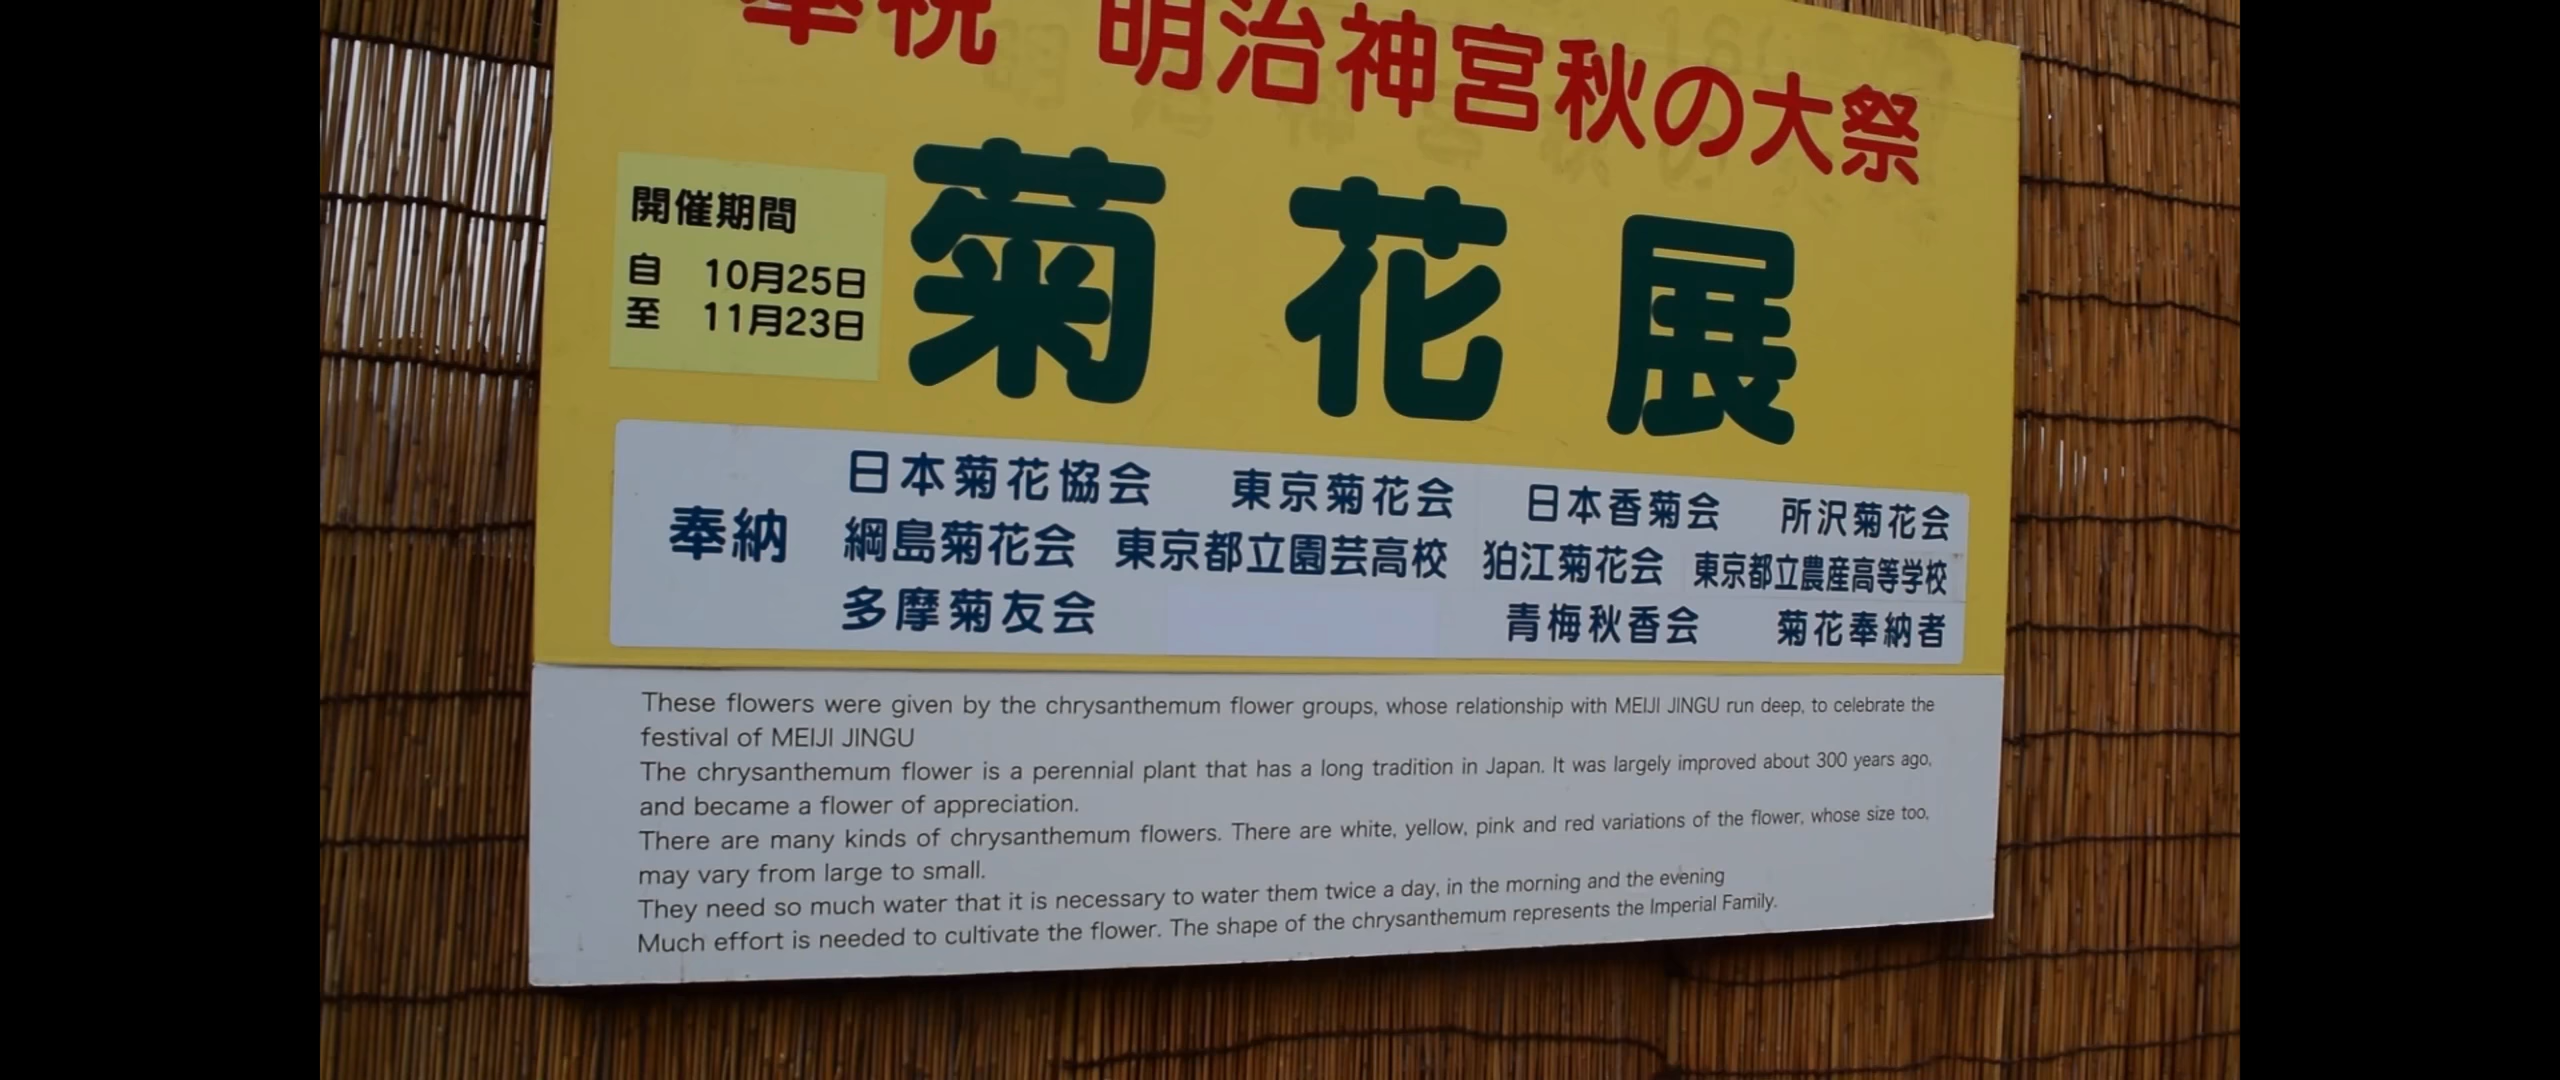 奉祝 明治神宮秋の大祭
菊花展
開催期間
自 10月25日
至 11月23日
奉納
日本菊花協会 東京菊花会 日本香菊会 所沢菊花会
綱島菊花会 東京都立園芸高校 狛江菊花会 東京都立農産高等学校
多摩菊友会 青梅秋香会 菊花奉納者
These flowers were given by the chrysanthemum flower groups, whose relationship with MEIJI JINGU run deep, to celebrate the
festival of MEIJI JINGU
The chrysanthemum flower is a perennial plant that has a long tradition in Japan. It was largely improved about 300 years ago,
and became a flower of appreciation.
There are many kinds of chrysanthemum flowers. There are white, yellow, pink and red variations of the flower, whose size too,
may vary from large to small.
They need so much water that it is necessary to water them twice a day, in the morning and the evening
Much effort is needed to cultivate the flower. The shape of the chrysanthemum represents the Imperial Family.